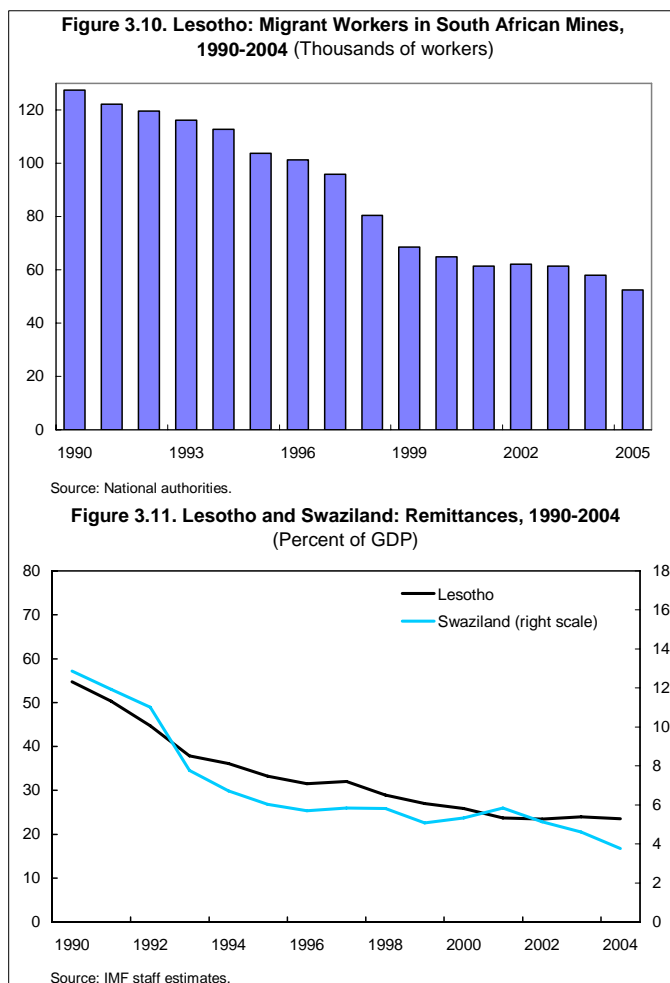 Figure 3.10. Lesotho: Migrant Workers in South African Mines,
1990-2004 (Thousands of workers)
120
100
80
60
40
20
0
1990 1993 1996 1999 2002 2005
Source: National authorities.
Figure 3.11. Lesotho and Swaziland: Remittances, 1990-2004
(Percent of GDP)
80 18
70 16
60 14
50 12
40 10
30 8
20 6
10 4
0 2
0
Lesotho
Swaziland (right scale)
1990 1992 1994 1996 1998 2000 2002 2004
Source: IMF staff estimates.